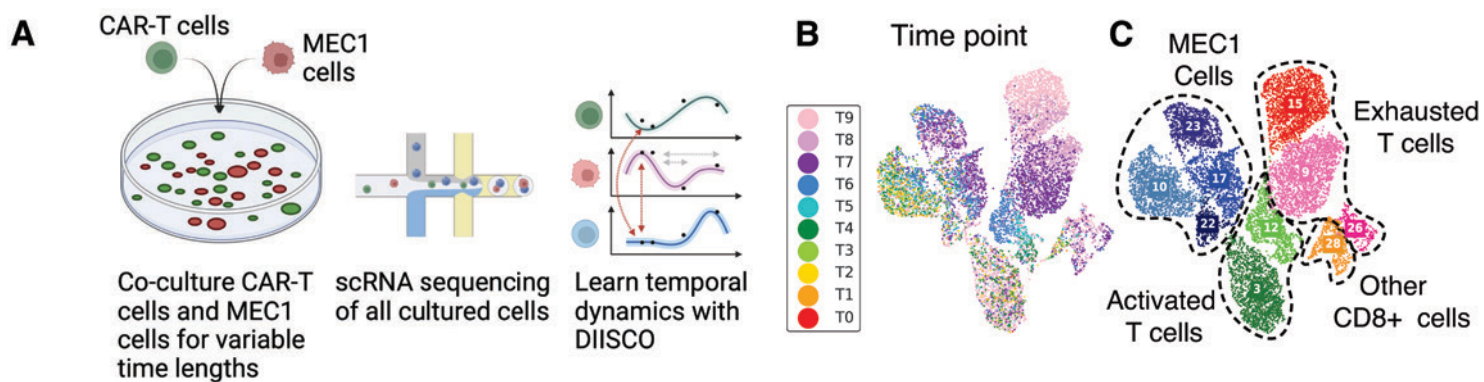 A
CAR-T cells
MEC1
cells
Co-culture CAR-T
cells and MEC1
cells for variable
time lengths
scRNA sequencing
of all cultured cells
Learn temporal
dynamics with
DIISCO
B
Time point
T9
T8
T7
T6
T5
T4
T3
T2
T1
T0
C
MEC1
Cells
Exhausted
T cells
Activated
T cells
Other
CD8+ cells
15
23
9
17
10
22
12
26
28
3